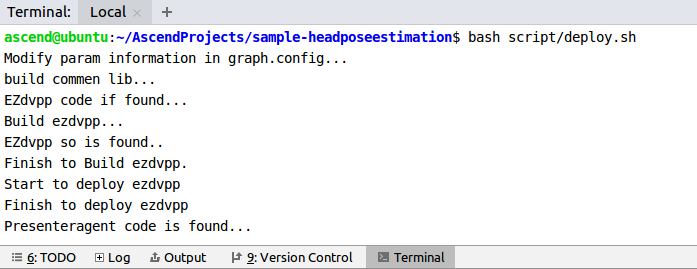 Terminal: Local × +
ascend@ubuntu:~/AscendProjects/sample-headposeestimation$ bash script/deploy.sh
Modify param information in graph.config...
build commen lib...
EZdvpp code if found...
Build ezdvpp...
EZdvpp so is found..
Finish to Build ezdvpp.
Start to deploy ezdvpp
Finish to deploy ezdvpp
Presenteragent code is found...
6: TODO Log Output 9: Version Control Terminal